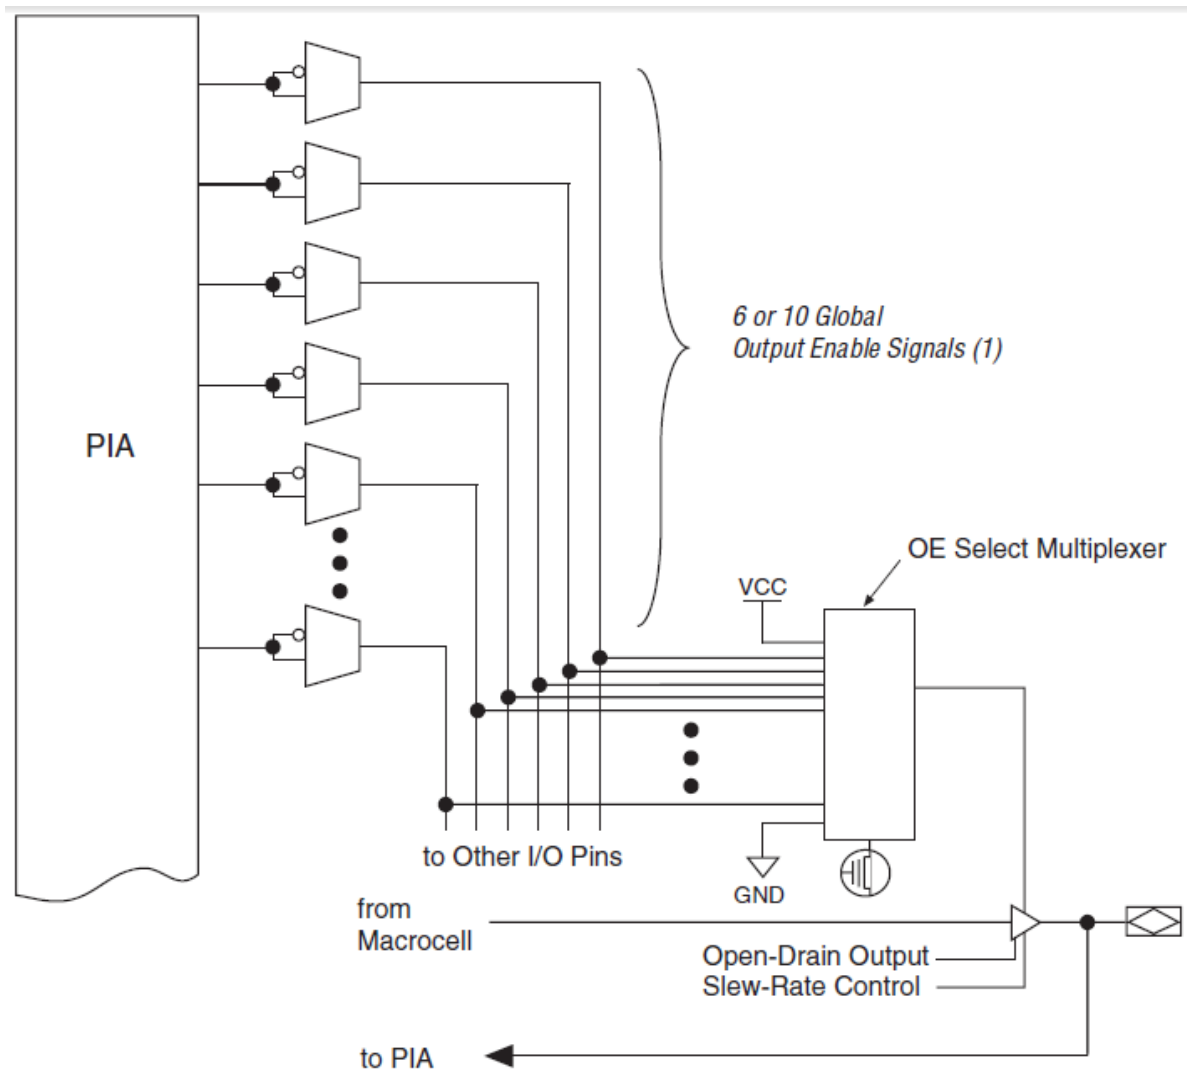 6 or 10 Global
Output Enable Signals (1)
PIA
OE Select Multiplexer
VCC
to Other I/O Pins
GND
from
Macrocell
Open-Drain Output
Slew-Rate Control
to PIA